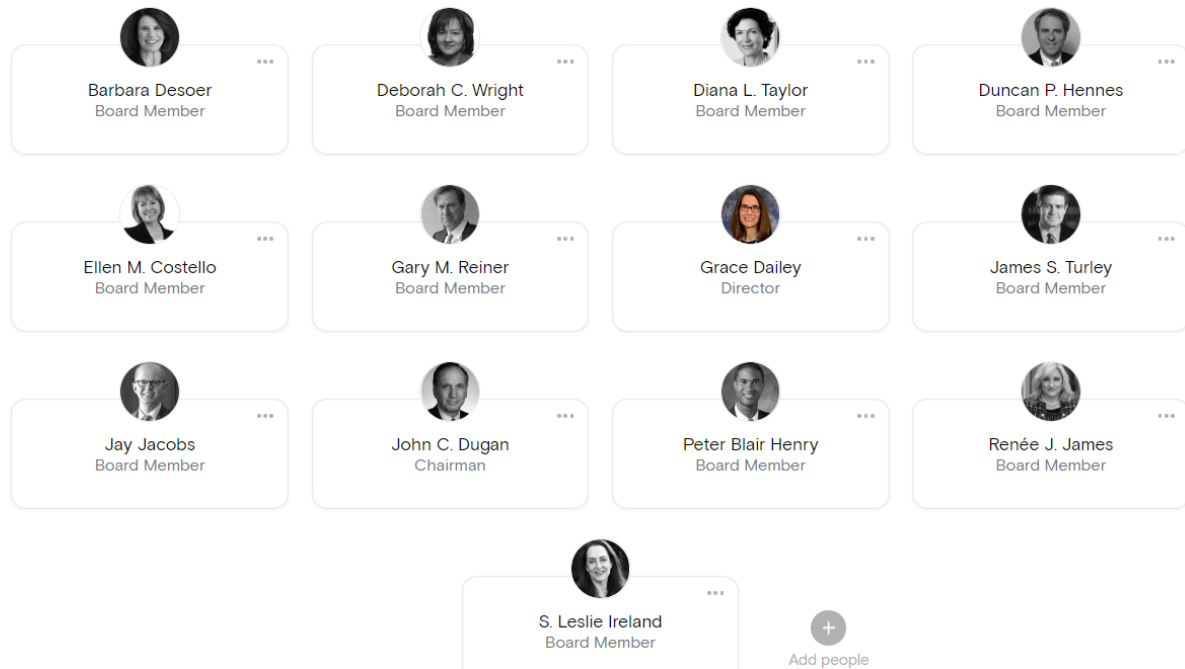 Barbara Desoer
Board Member
Deborah C. Wright
Board Member
Diana L. Taylor
Board Member
Duncan P. Hennes
Board Member
Ellen M. Costello
Board Member
Gary M. Reiner
Board Member
Grace Dailey
Director
James S. Turley
Board Member
Jay Jacobs
Board Member
John C. Dugan
Chairman
Peter Blair Henry
Board Member
Renée J. James
Board Member
S. Leslie Ireland
Board Member
Add people